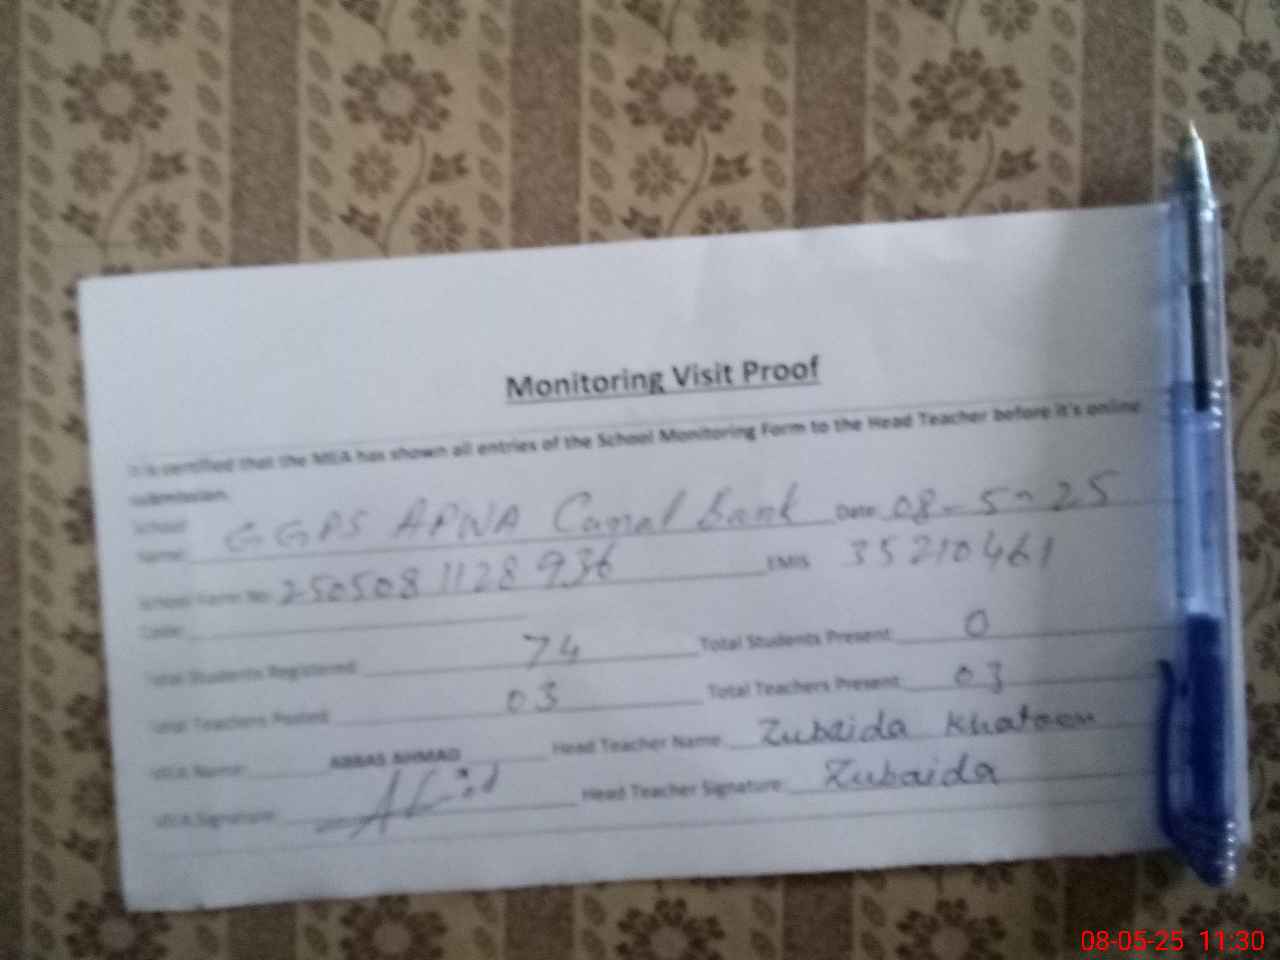 Monitoring Visit Proof
It is certified that the MEA has shown all entries of the School Monitoring Form to the Head Teacher before it's online
submission.
School
Name: GGPS APWA Canal Bank Date: 08-5-25
School Form No: 250508 1128 936 EMIS 35210461
Code:
Total Students Registered: 74 Total Students Present: 0
Total Teachers Posted: 03 Total Teachers Present: 03
MEA Name: ABBAS AHMAD Head Teacher Name: Zubaida Khatoon
MEA Signature: Head Teacher Signature: Zubaida
08-05-25 11:30